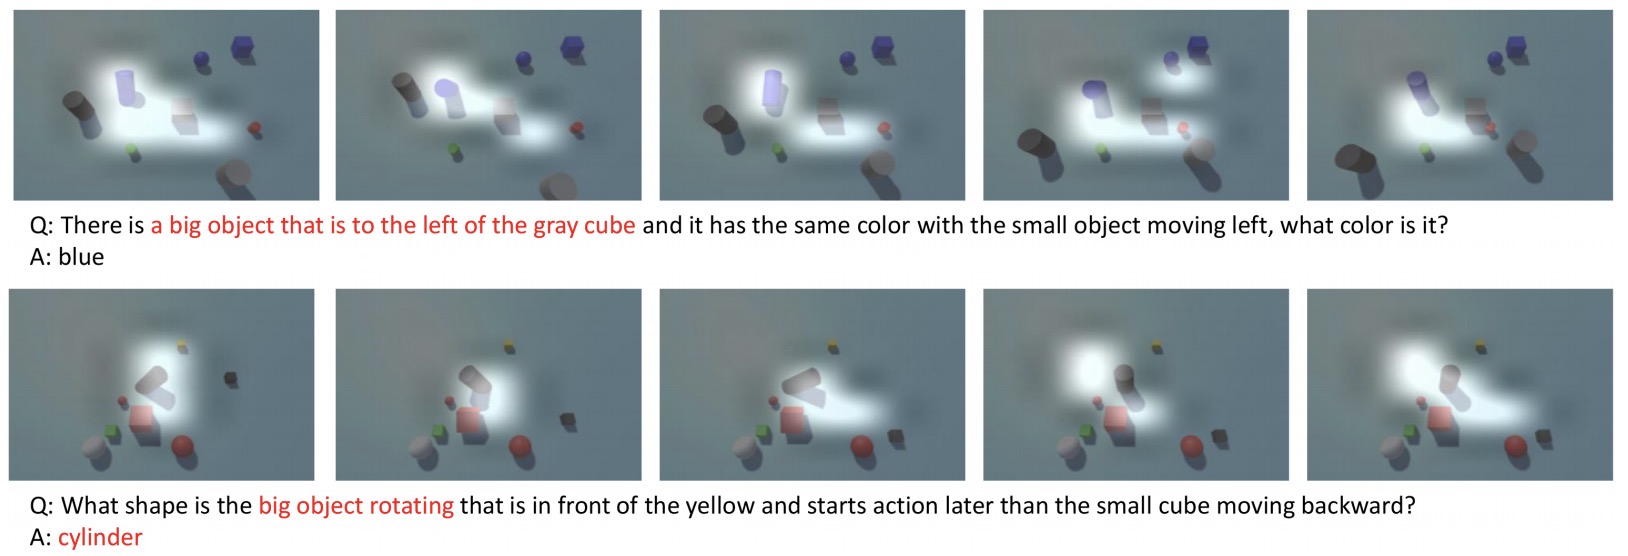 Q: There is a big object that is to the left of the gray cube and it has the same color with the small object moving left, what color is it?
A: blue
Q: What shape is the big object rotating that is in front of the yellow and starts action later than the small cube moving backward?
A: cylinder